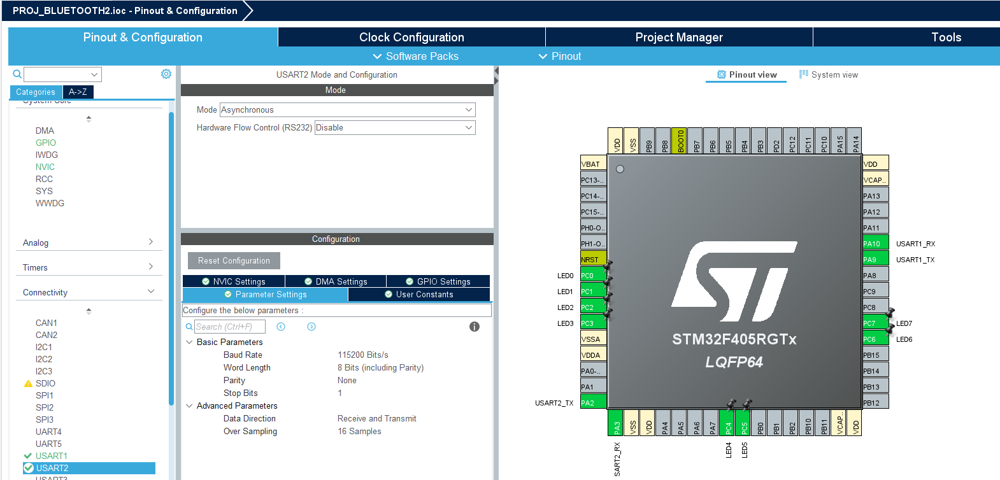 PROJ_BLUETOOTH2.ioc - Pinout & Configuration
Pinout & Configuration
Clock Configuration
Project Manager
Tools
Software Packs
Pinout
Categories
A->Z
System Core
DMA
GPIO
IWDG
NVIC
RCC
SYS
WWDG
Analog
Timers
Connectivity
CAN1
CAN2
I2C1
I2C2
I2C3
SDIO
SPI1
SPI2
SPI3
UART4
UART5
USART1
USART2
USART3
USART2 Mode and Configuration
Mode
Mode Asynchronous
Hardware Flow Control (RS232) Disable
Configuration
Reset Configuration
NVIC Settings
DMA Settings
GPIO Settings
Parameter Settings
User Constants
Configure the below parameters :
Search (Ctrl+F)
Basic Parameters
Baud Rate 115200 Bits/s
Word Length 8 Bits (including Parity)
Parity None
Stop Bits 1
Advanced Parameters
Data Direction Receive and Transmit
Over Sampling 16 Samples
Pinout view
System view
VDD
VSS
PB9
PB8
BOOT0
PB7
PB6
PB5
PB4
PB3
PD2
PC12
PC11
PC10
PA15
PA14
VBAT
PC13-..
PC14-..
PC15-..
PH0-O..
PH1-O..
NRST
LED0 PC0
LED1 PC1
LED2 PC2
LED3 PC3
VSSA
VDDA
PA0-..
PA1
USART2_TX PA2
STM32F405RGTx
LQFP64
VDD
VCAP..
PA13
PA12
PA11
PA10 USART1_RX
PA9 USART1_TX
PA8
PC9
PC8
PC7 LED7
PC6 LED6
PB15
PB14
PB13
PB12
PA3
VSS
VDD
PA4
PA5
PA6
PA7
PC4
PC5
PB0
PB1
PB2
PB10
PB11
VCAP..
VDD
SART2_RX
LED4
LED5